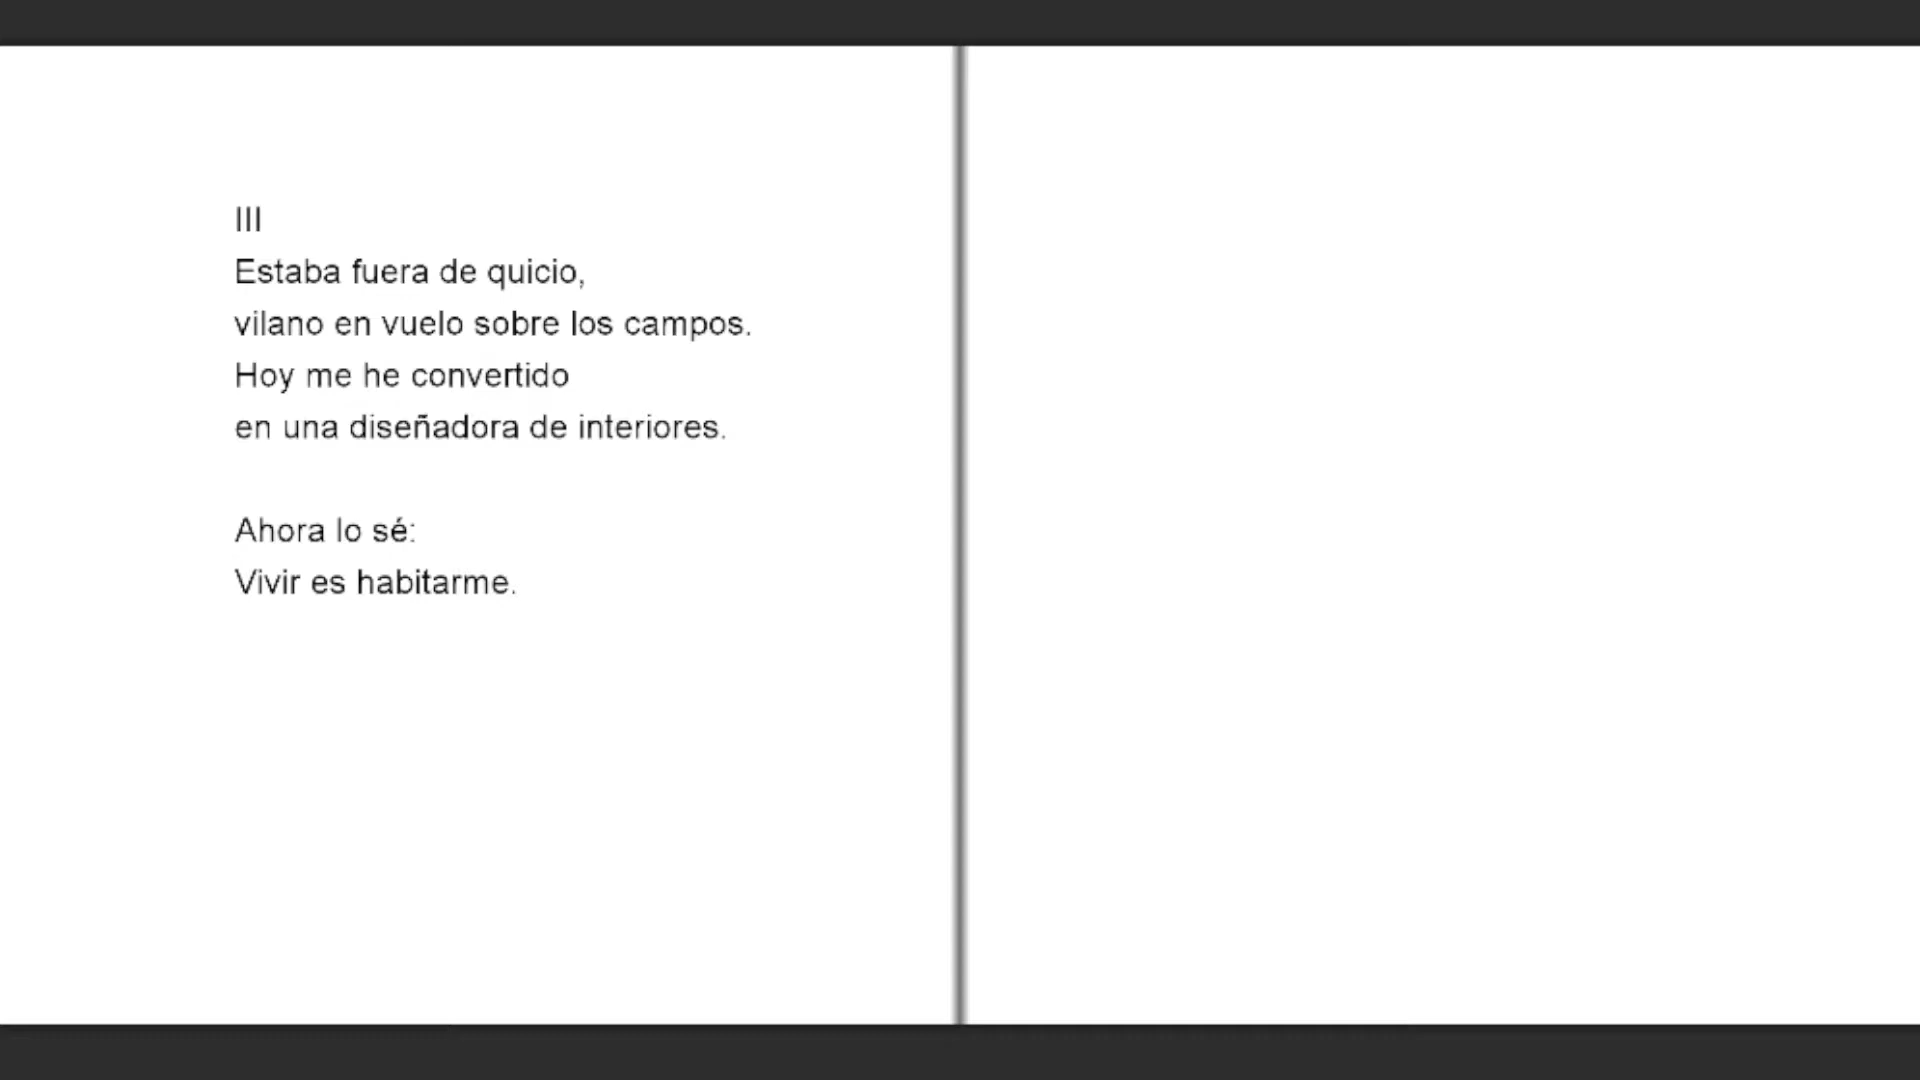 III
Estaba fuera de quicio,
vilano en vuelo sobre los campos.
Hoy me he convertido
en una diseñadora de interiores.
Ahora lo sé:
Vivir es habitarme.